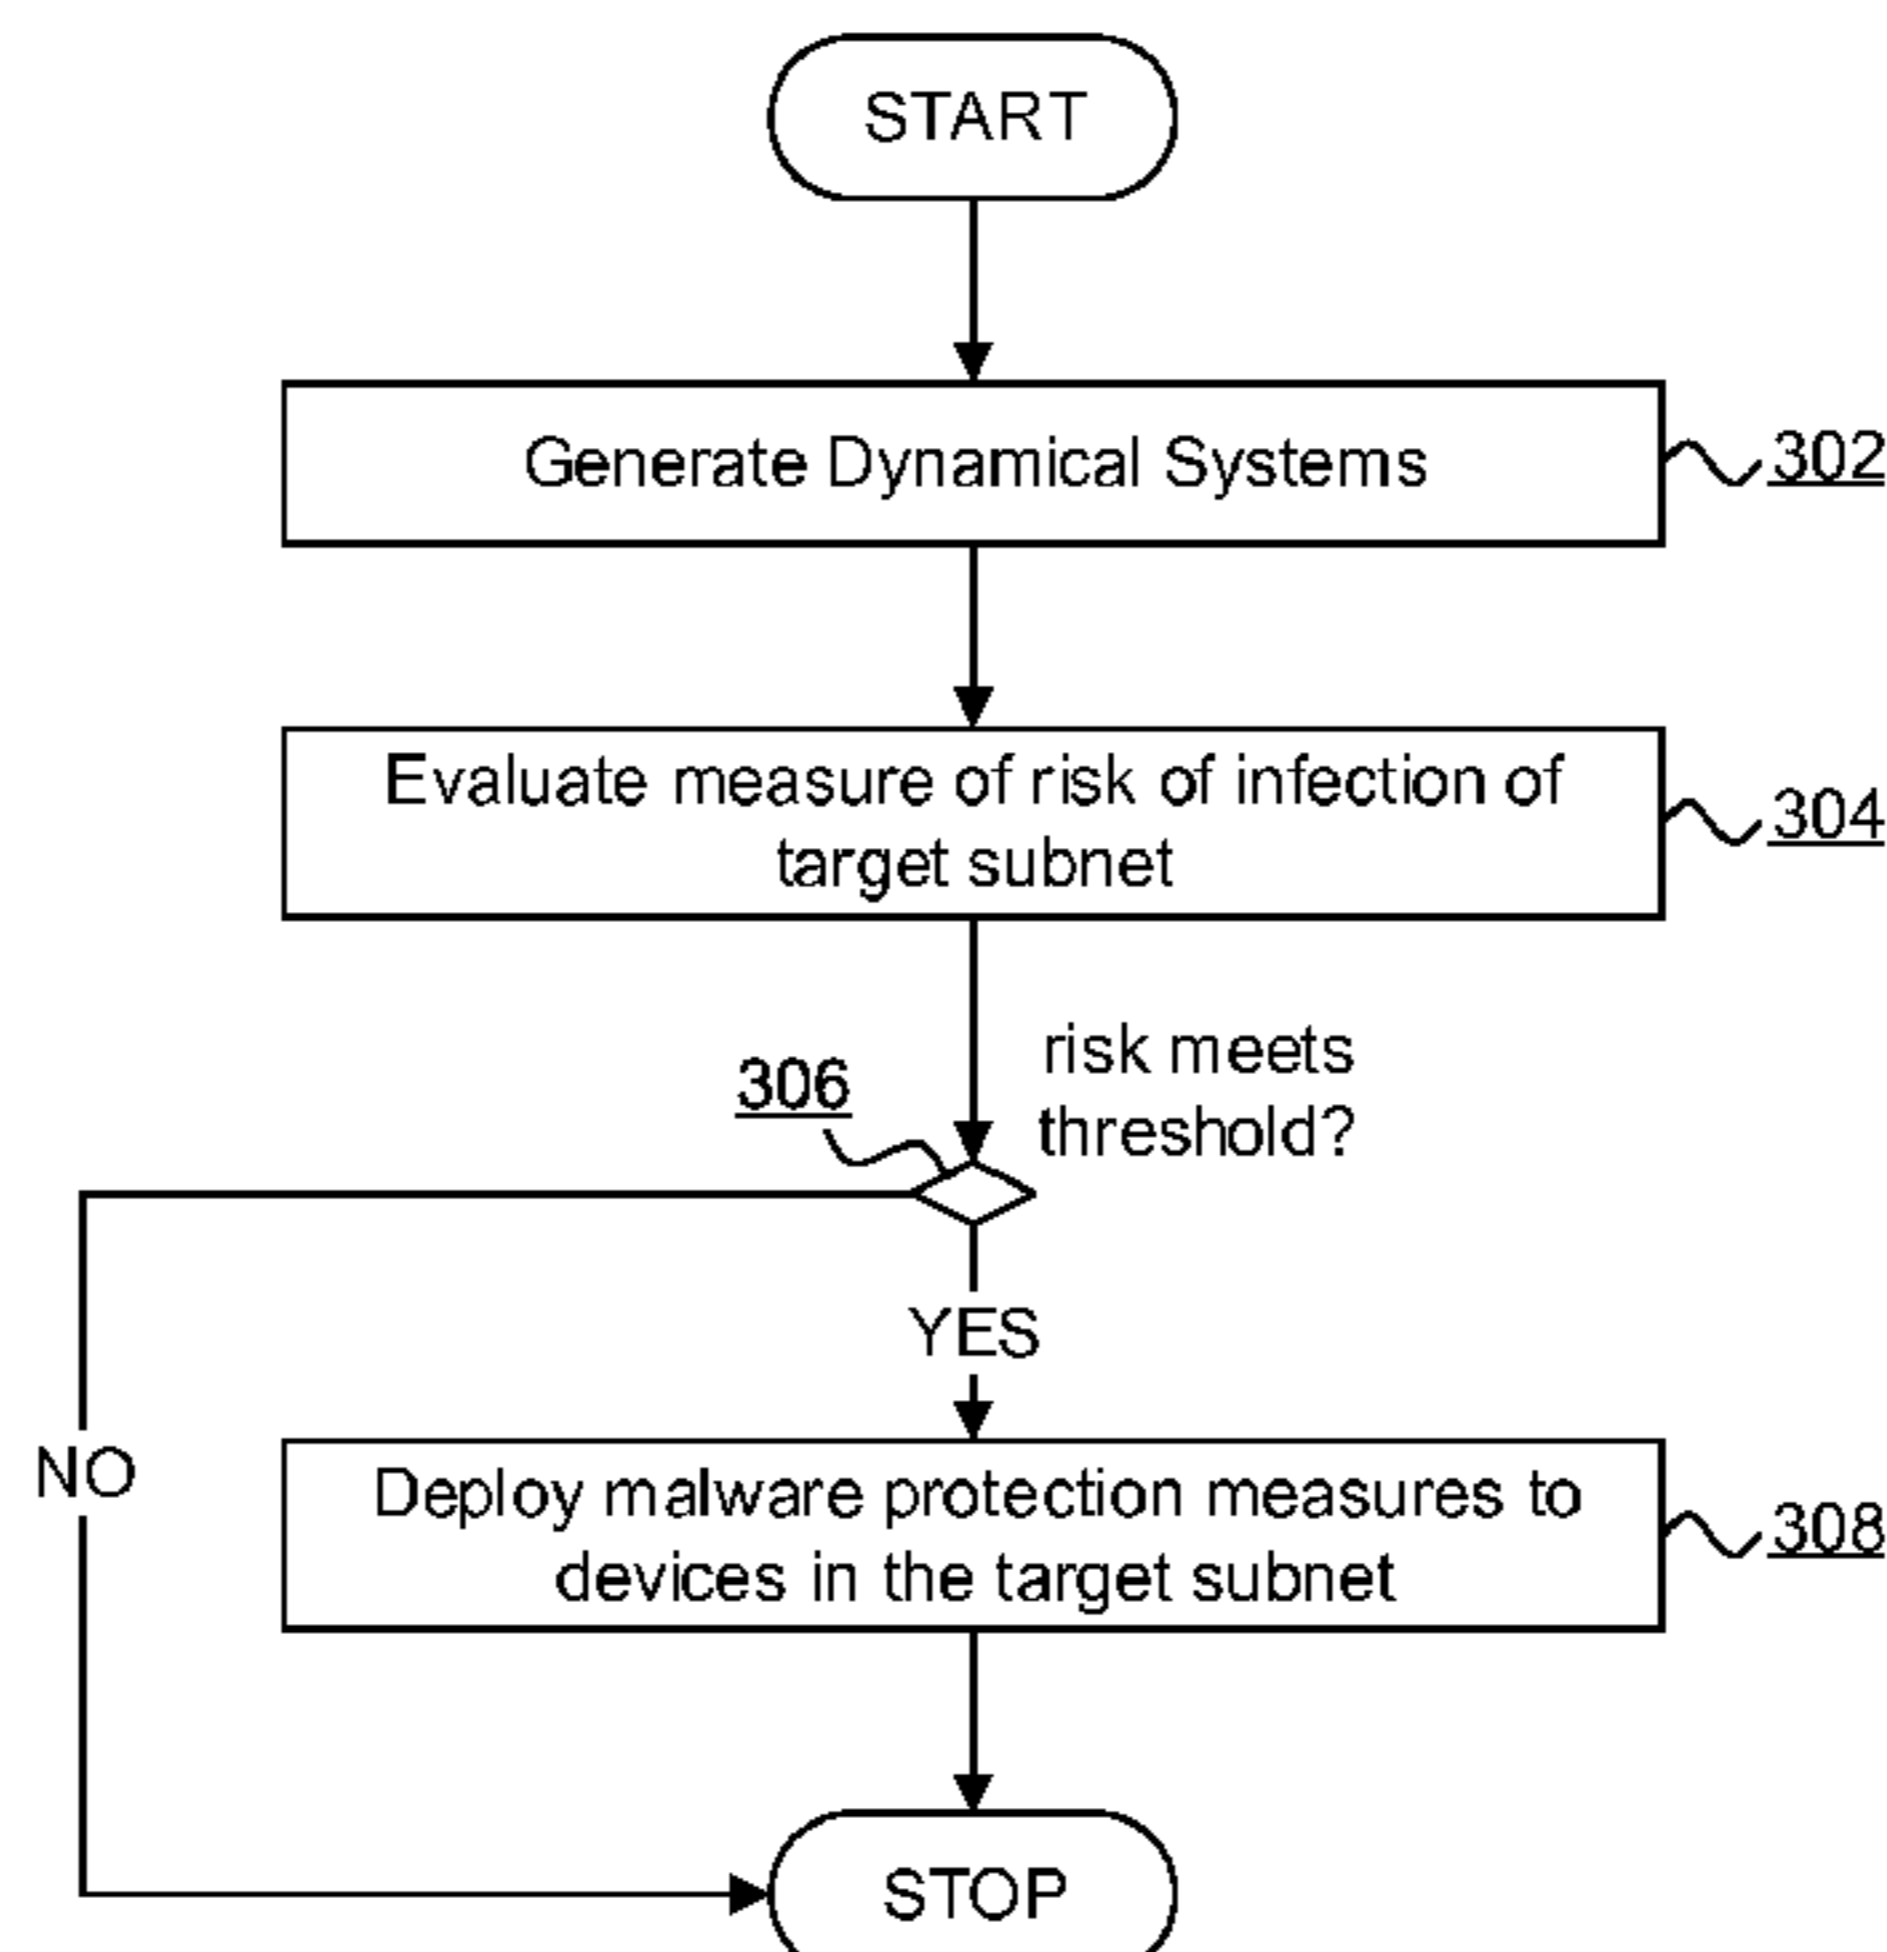 START
Generate Dynamical Systems
302
Evaluate measure of risk of infection of
target subnet
304
risk meets
threshold?
306
YES
NO
Deploy malware protection measures to
devices in the target subnet
308
STOP